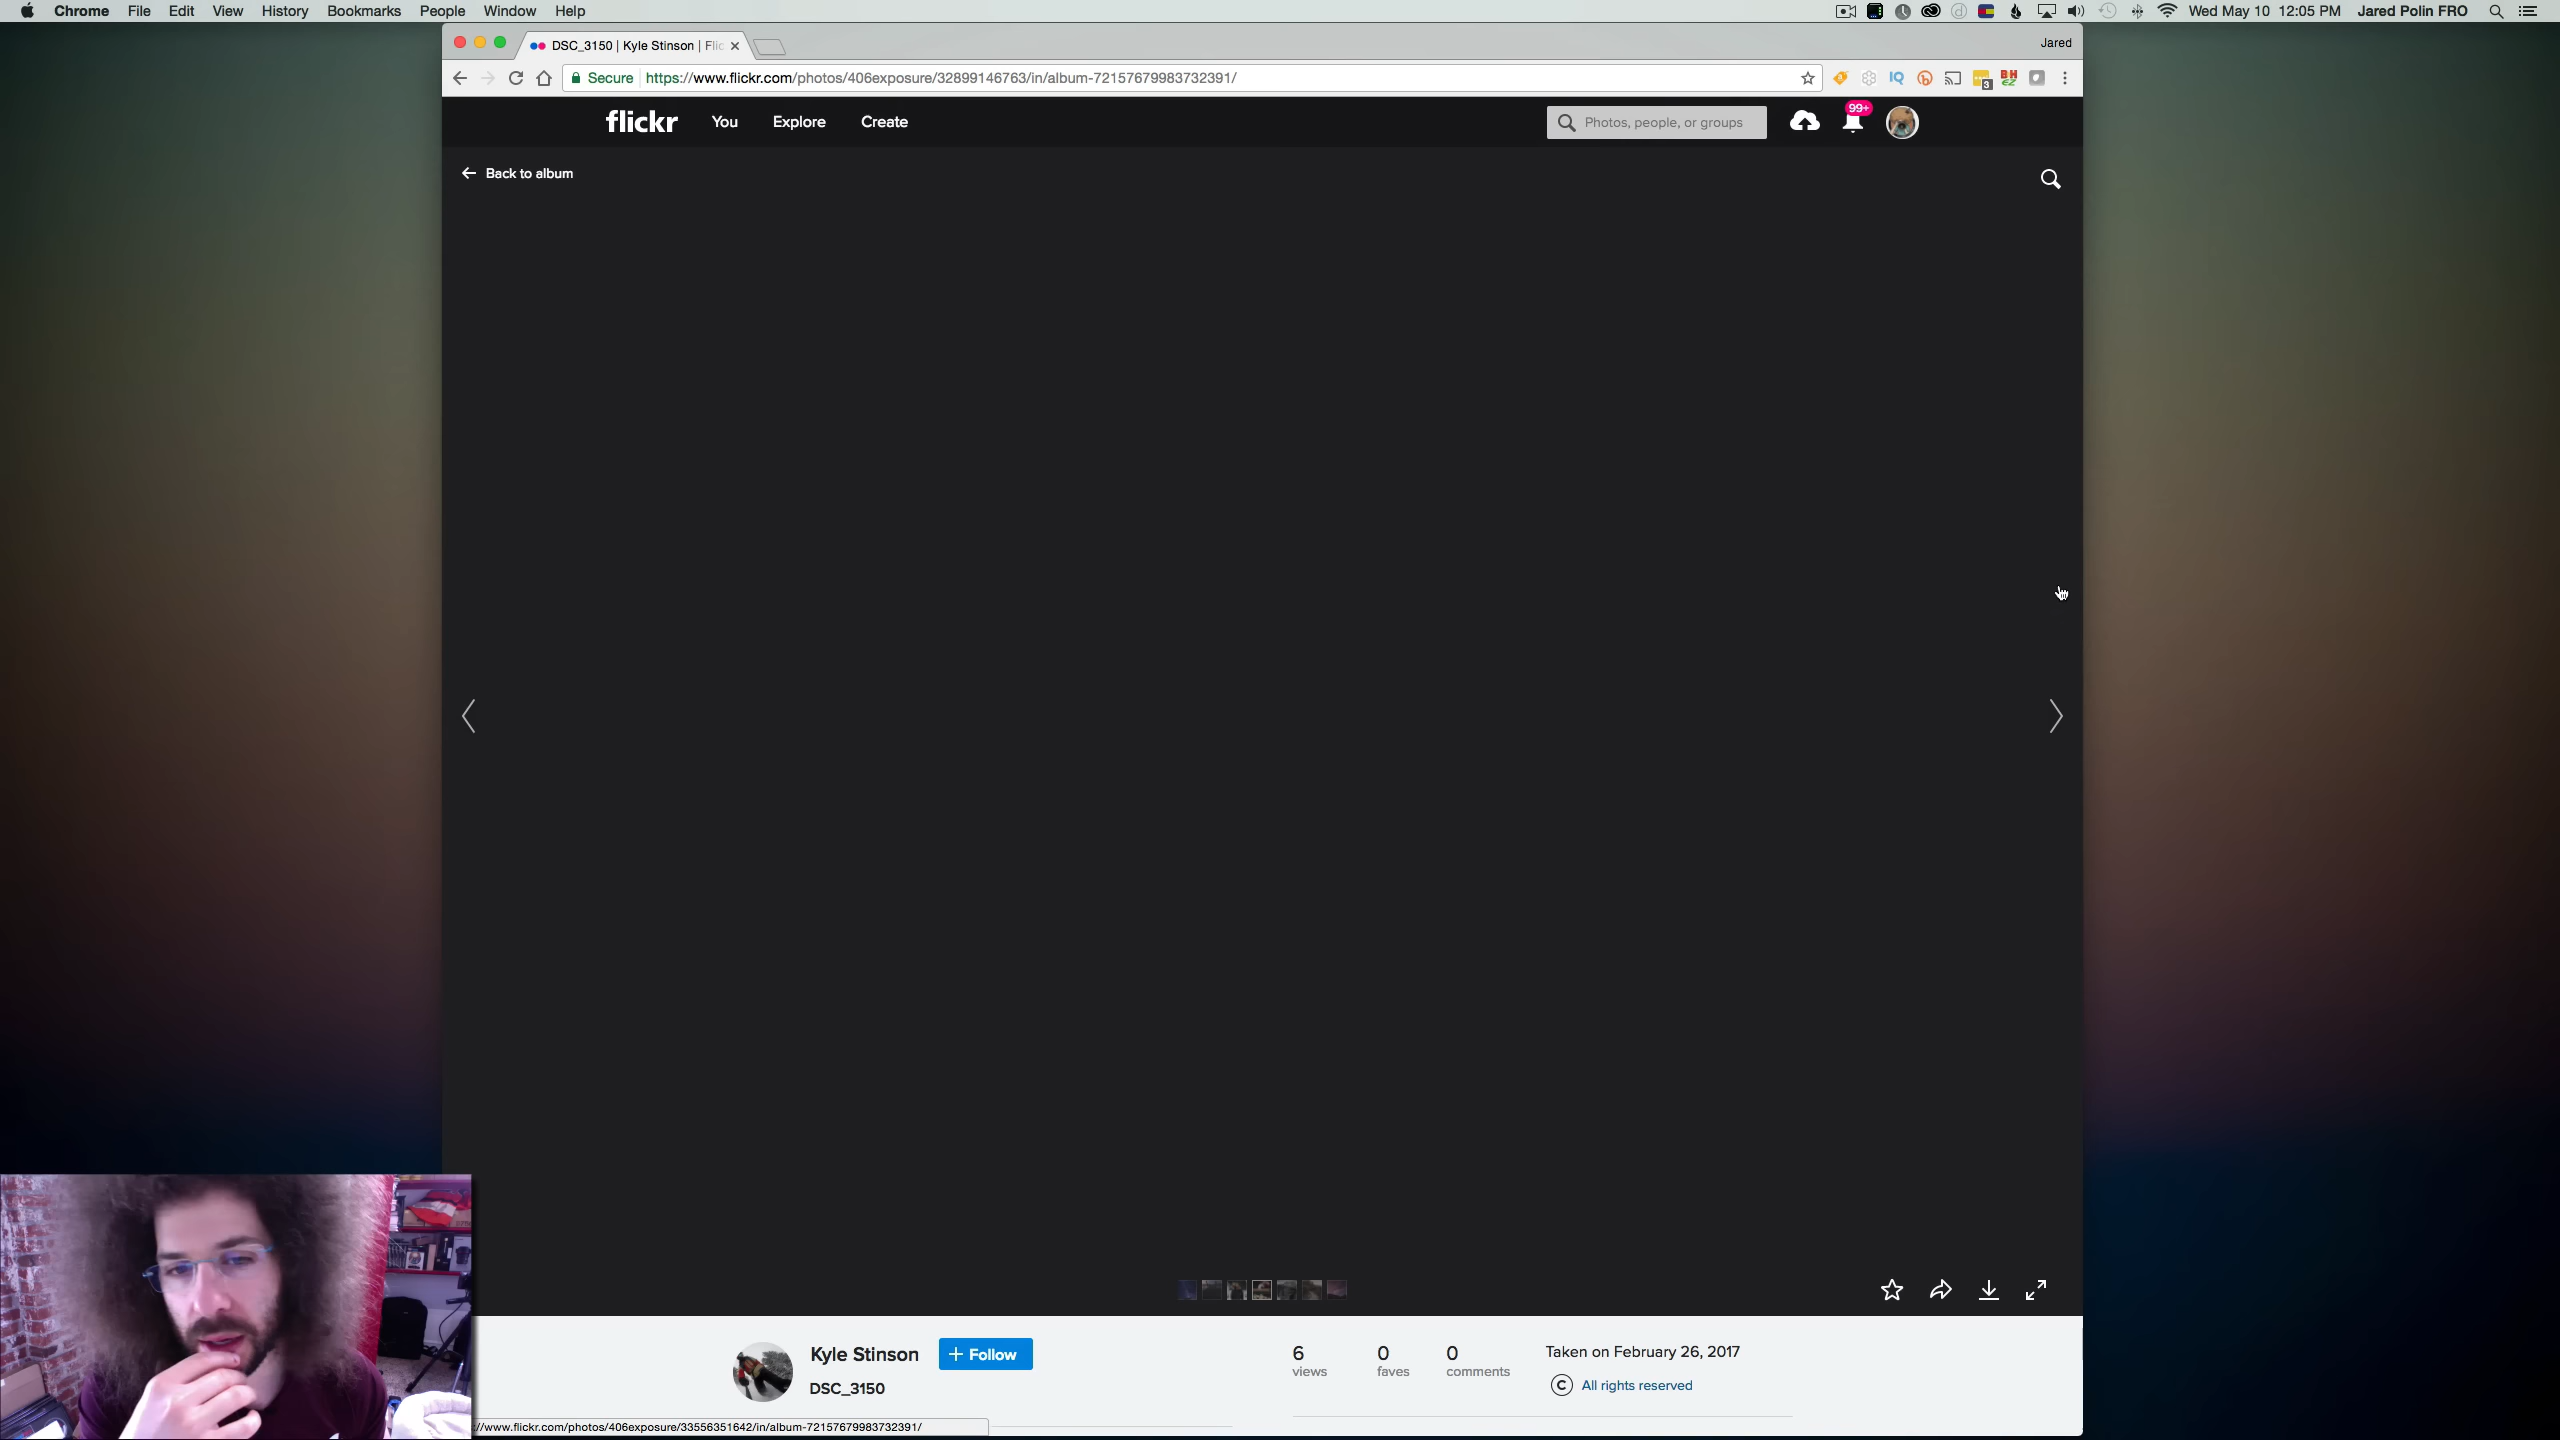 Chrome File Edit View History Bookmarks People Window Help
Wed May 10 12:05 PM Jared Polin FRO
DSC_3150 | Kyle Stinson | Flic
Jared
Secure https://www.flickr.com/photos/406exposure/32899146763/in/album-72157679983732391/
IQ
3
BH
flickr You Explore Create
Photos, people, or groups
99+
Back to album
Kyle Stinson
+ Follow
DSC_3150
6
views
0
faves
0
comments
Taken on February 26, 2017
© All rights reserved
://www.flickr.com/photos/406exposure/33556351642/in/album-72157679983732391/